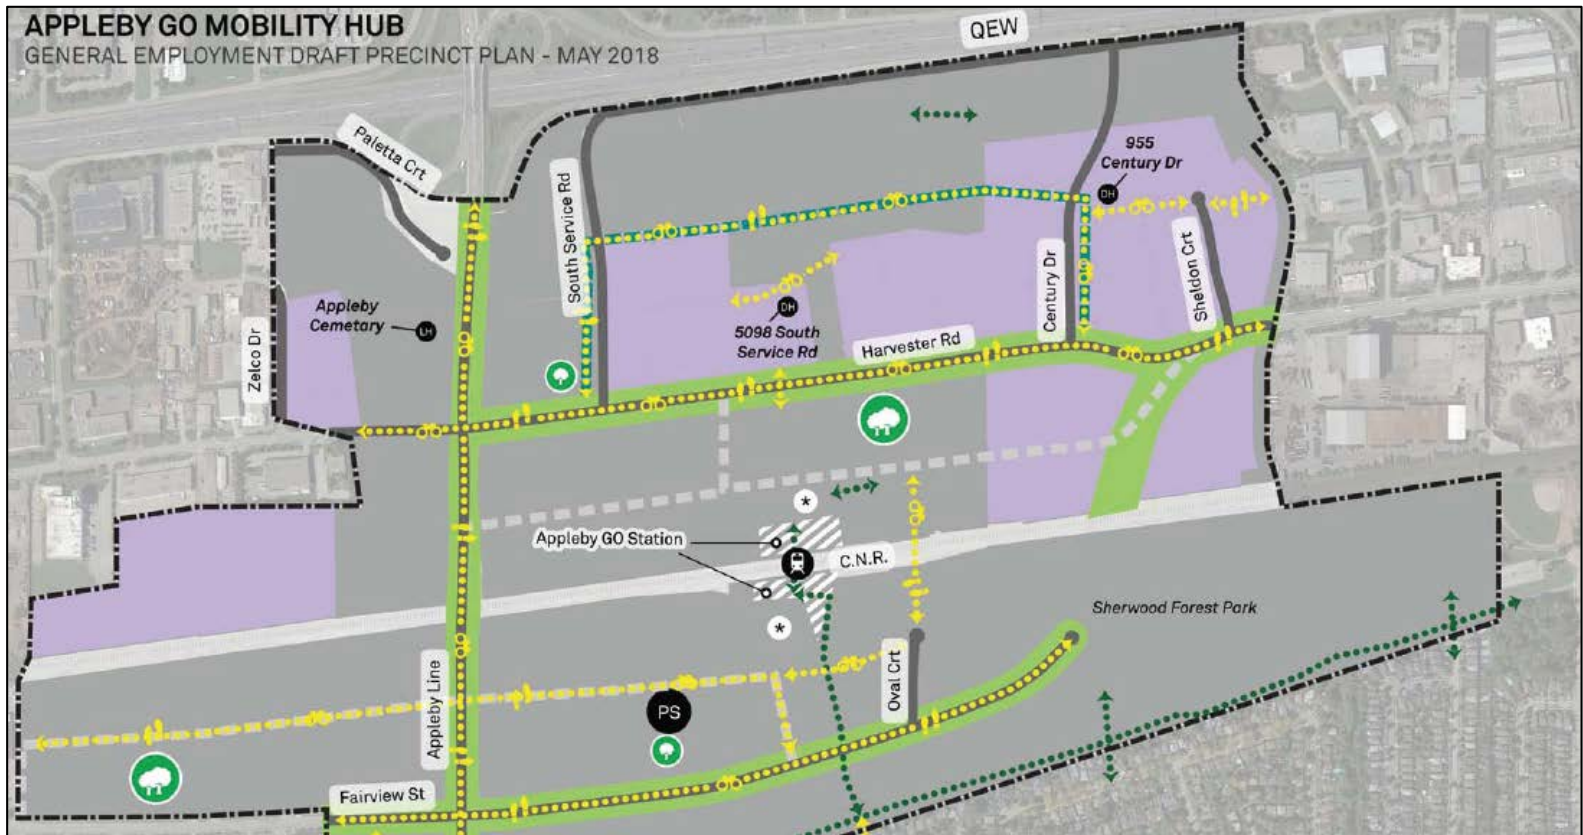 APPLEBY GO MOBILITY HUB
GENERAL EMPLOYMENT DRAFT PRECINCT PLAN - MAY 2018
QEW
Paletta Crt
955
Century Dr
DH
South Service Rd
Sheldon Crt
Century Dr
Appleby
Cemetary
LH
DH
5098 South
Service Rd
Harvester Rd
Zelco Dr
*
Appleby GO Station
C.N.R.
Sherwood Forest Park
*
Appleby Line
Oval Crt
PS
Fairview St